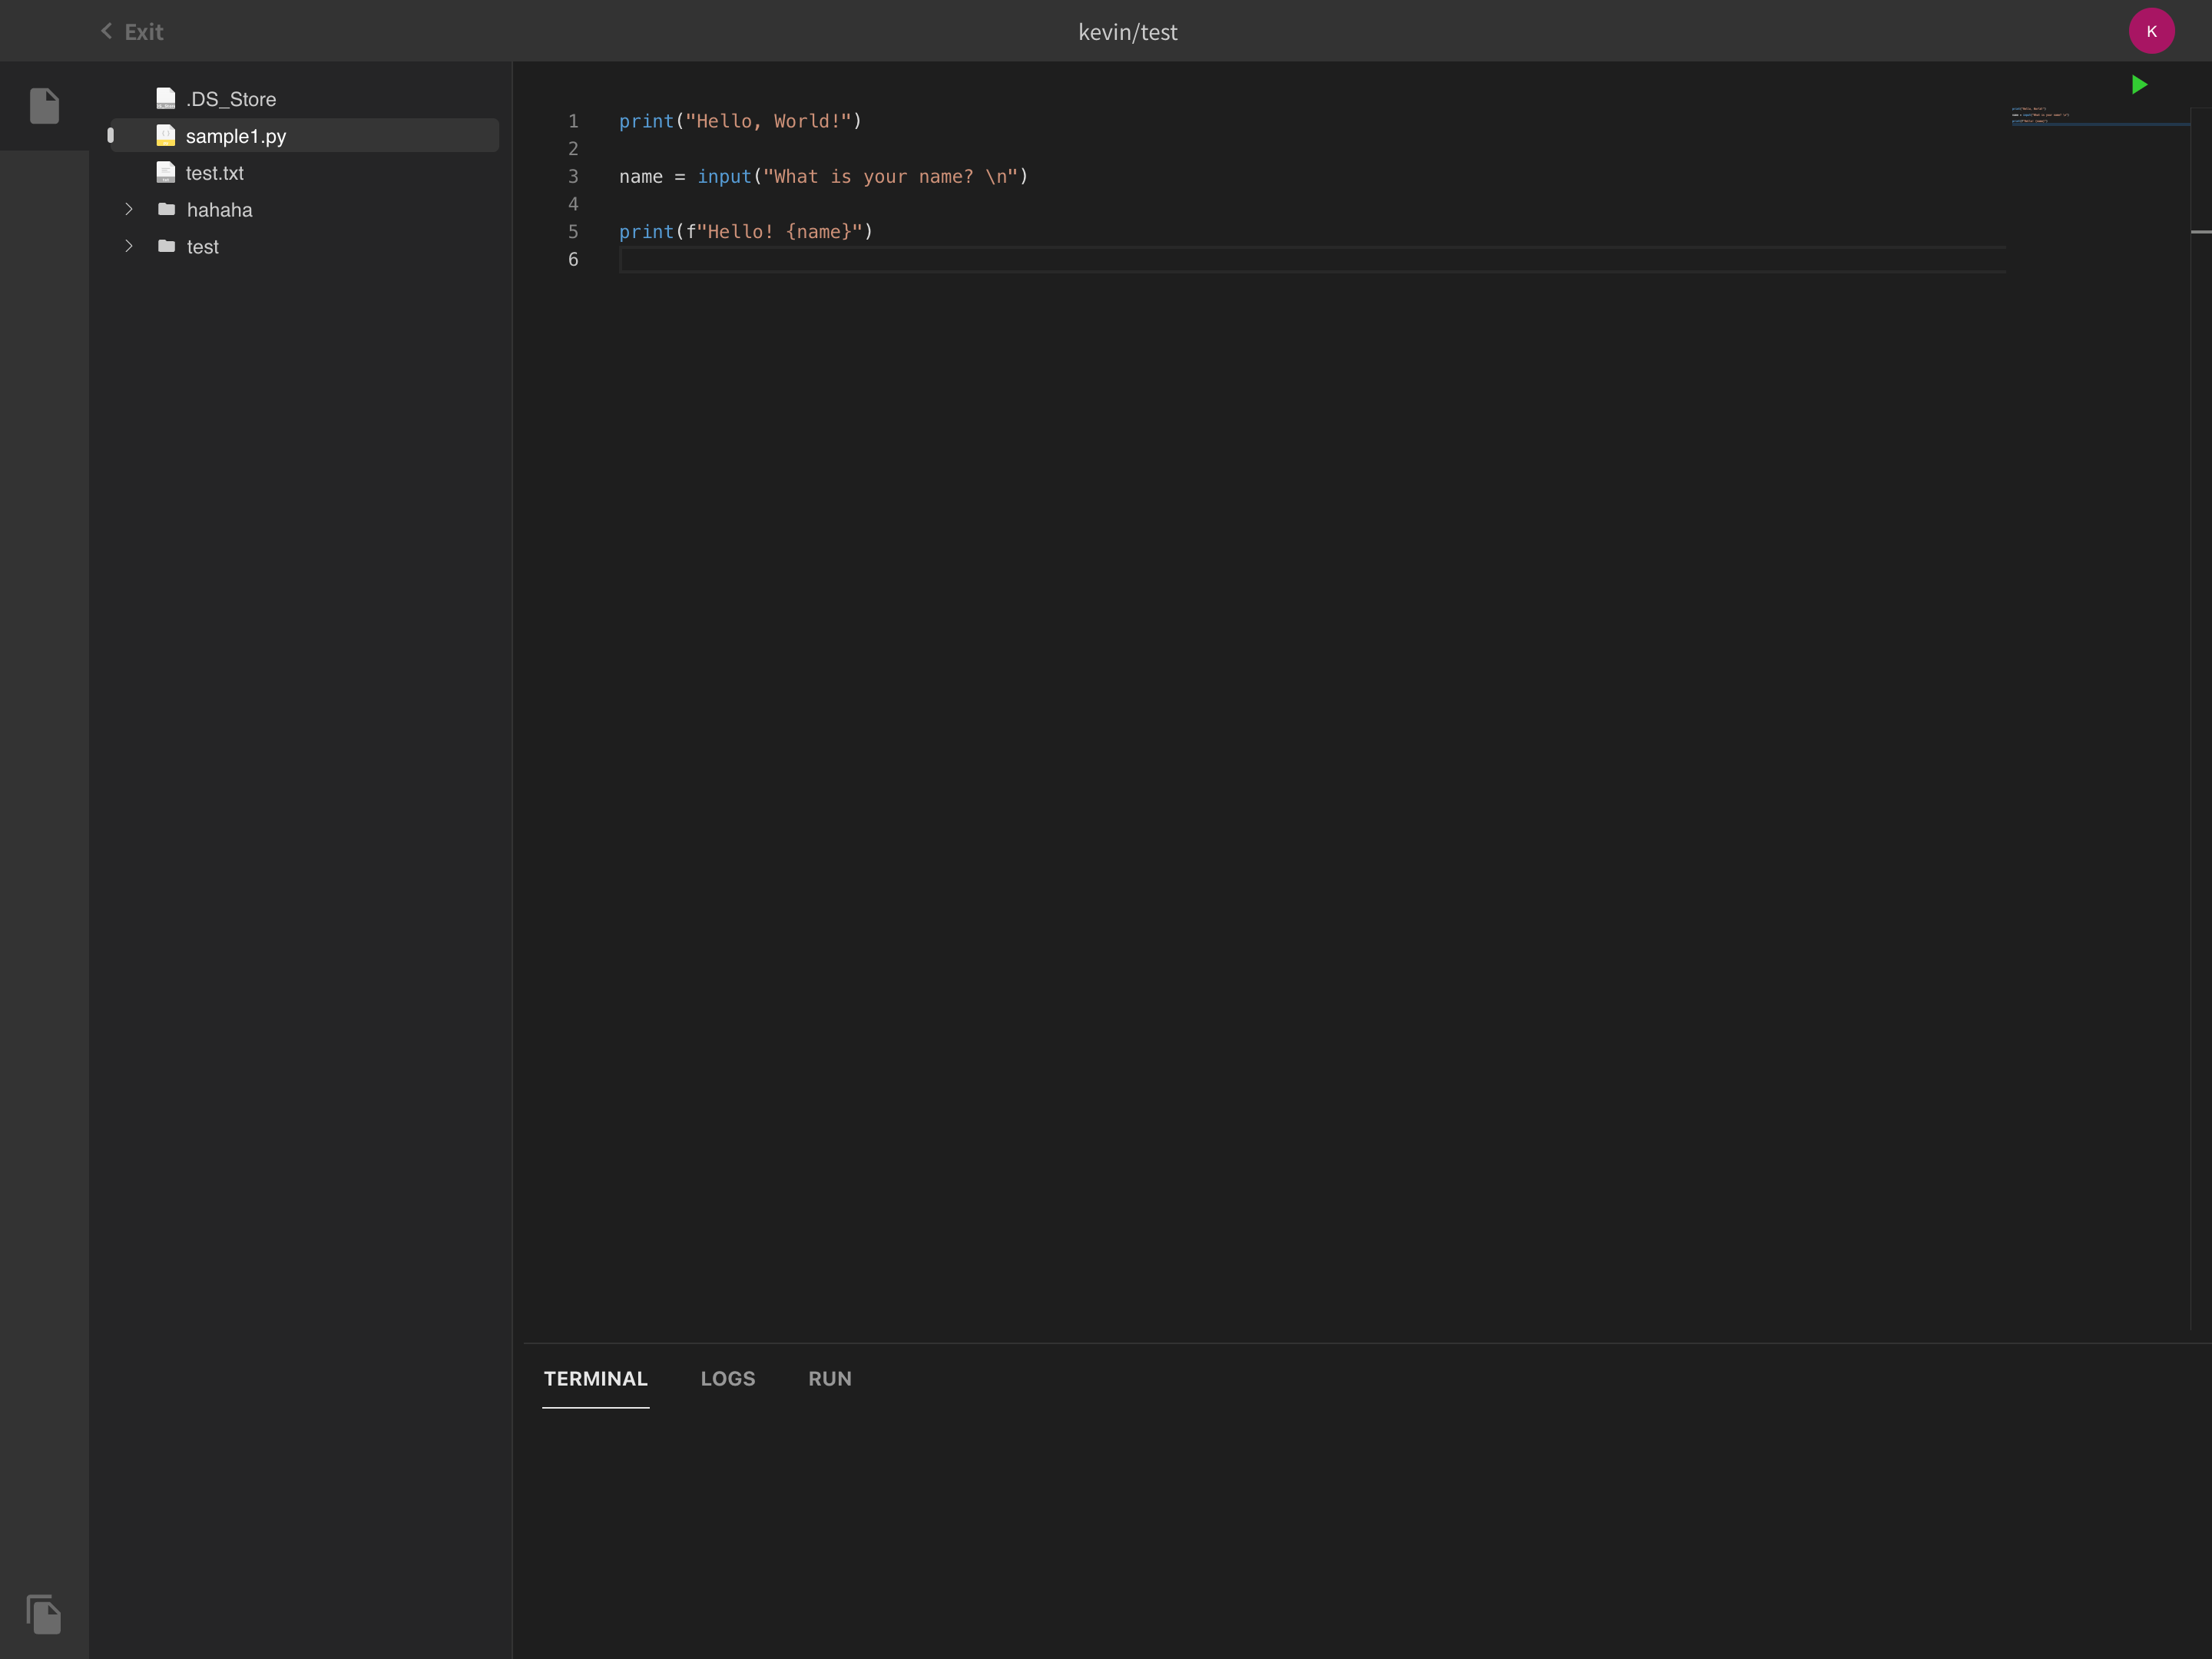 Exit
kevin/test
K
.DS_Store
sample1.py
test.txt
hahaha
test
1 print("Hello, World!")
2
3 name = input("What is your name? \n")
4
5 print(f"Hello! {name}")
6
TERMINAL LOGS RUN